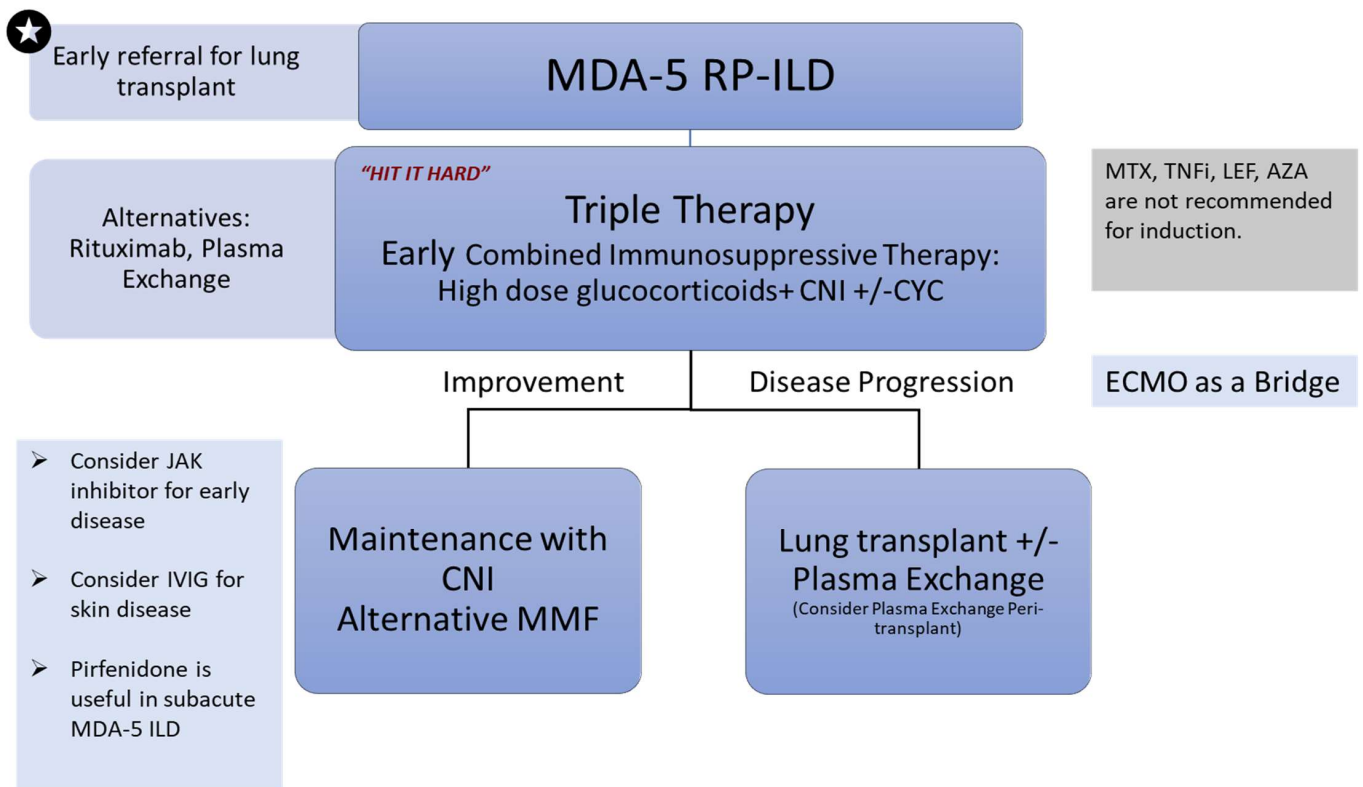 Early referral for lung
transplant
MDA-5 RP-ILD
Alternatives:
Rituximab, Plasma
Exchange
“HIT IT HARD”
Triple Therapy
Early Combined Immunosuppressive Therapy:
High dose glucocorticoids+ CNI +/-CYC
MTX, TNFi, LEF, AZA
are not recommended
for induction.
Improvement
Disease Progression
ECMO as a Bridge
➢ Consider JAK
inhibitor for early
disease
➢ Consider IVIG for
skin disease
➢ Pirfenidone is
useful in subacute
MDA-5 ILD
Maintenance with
CNI
Alternative MMF
Lung transplant +/-
Plasma Exchange
(Consider Plasma Exchange Peri-
transplant)